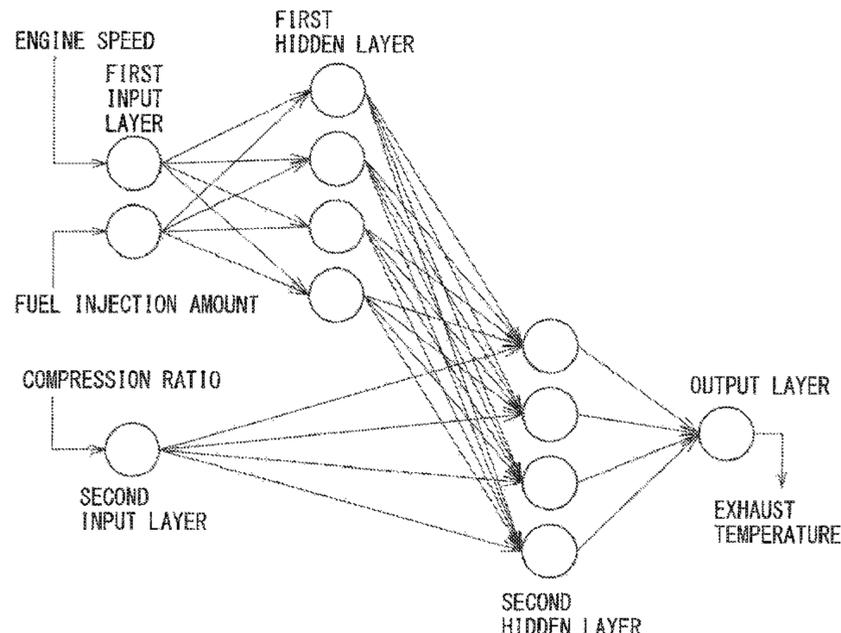 ENGINE SPEED
FIRST
INPUT
LAYER
FIRST
HIDDEN LAYER
FUEL INJECTION AMOUNT
COMPRESSION RATIO
SECOND
INPUT LAYER
OUTPUT LAYER
EXHAUST
TEMPERATURE
SECOND
HIDDEN LAYER